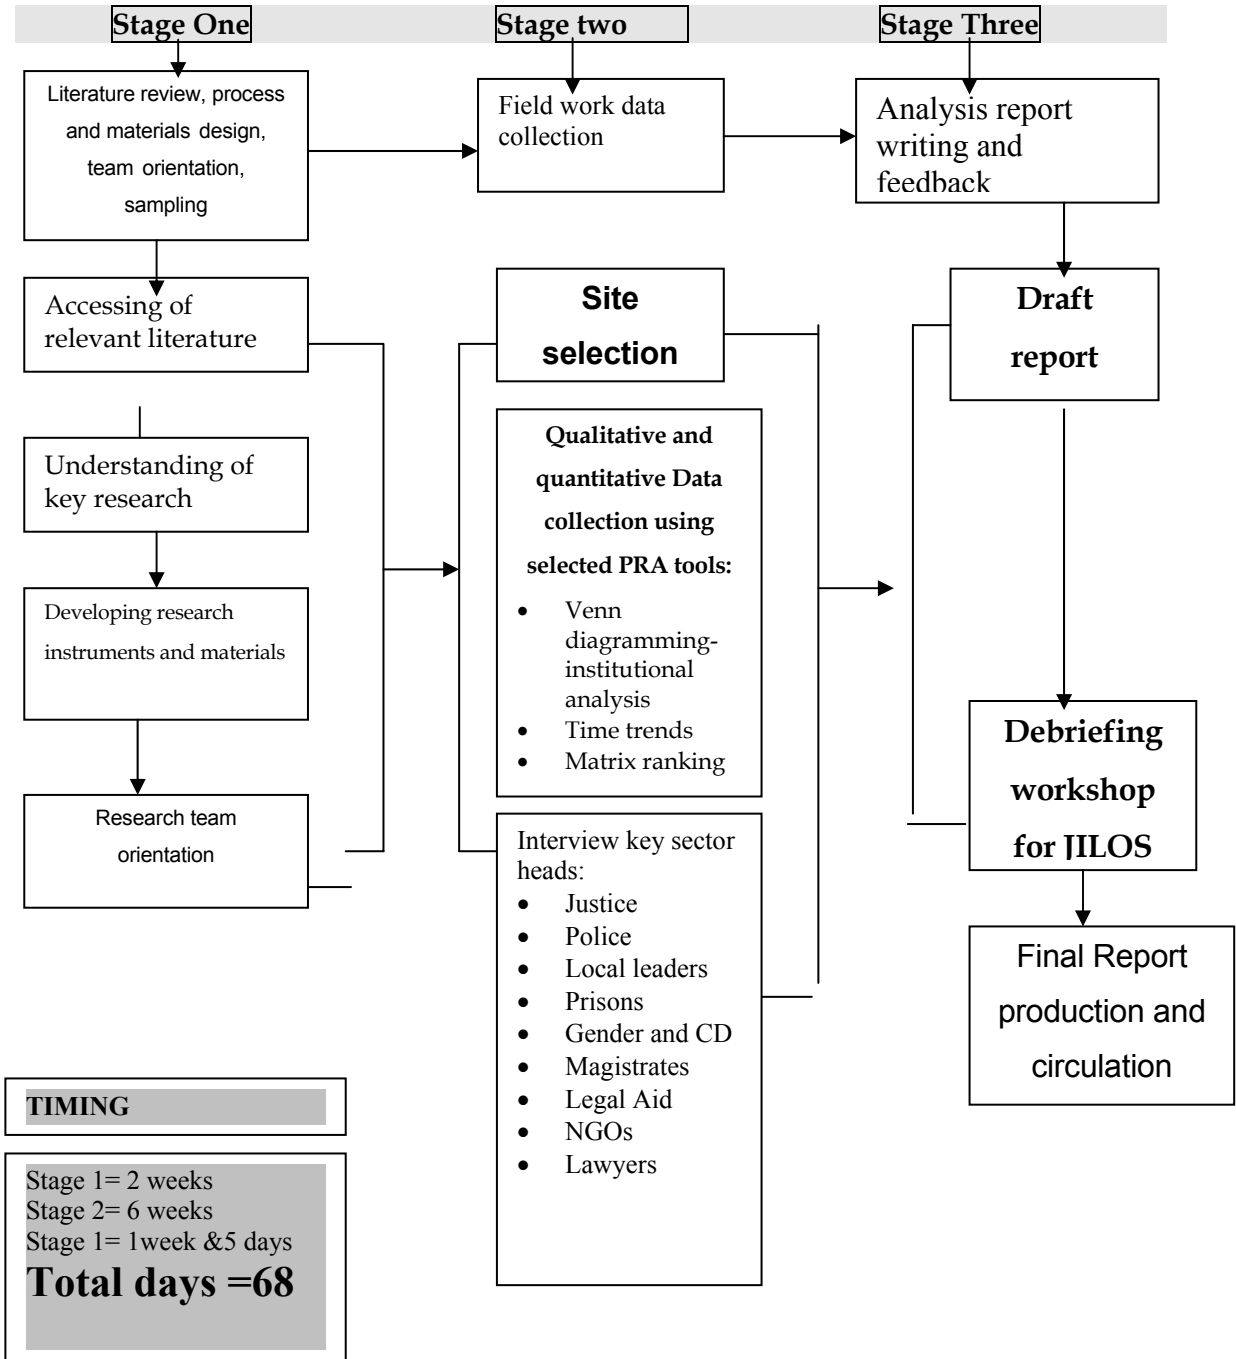 Stage One
Stage two
Stage Three
Literature review, process
and materials design,
team orientation,
sampling
Field work data
collection
Analysis report
writing and
feedback
Accessing of
relevant literature
Site
selection
Draft
report
Understanding of
key research
Qualitative and
quantitative Data
collection using
selected PRA tools:
• Venn
diagramming-
institutional
analysis
• Time trends
• Matrix ranking
Developing research
instruments and materials
Debriefing
workshop
for JILOS
Research team
orientation
Interview key sector
heads:
• Justice
• Police
• Local leaders
• Prisons
• Gender and CD
• Magistrates
• Legal Aid
• NGOs
• Lawyers
Final Report
production and
circulation
TIMING
Stage 1= 2 weeks
Stage 2= 6 weeks
Stage 1= 1week &5 days
Total days =68